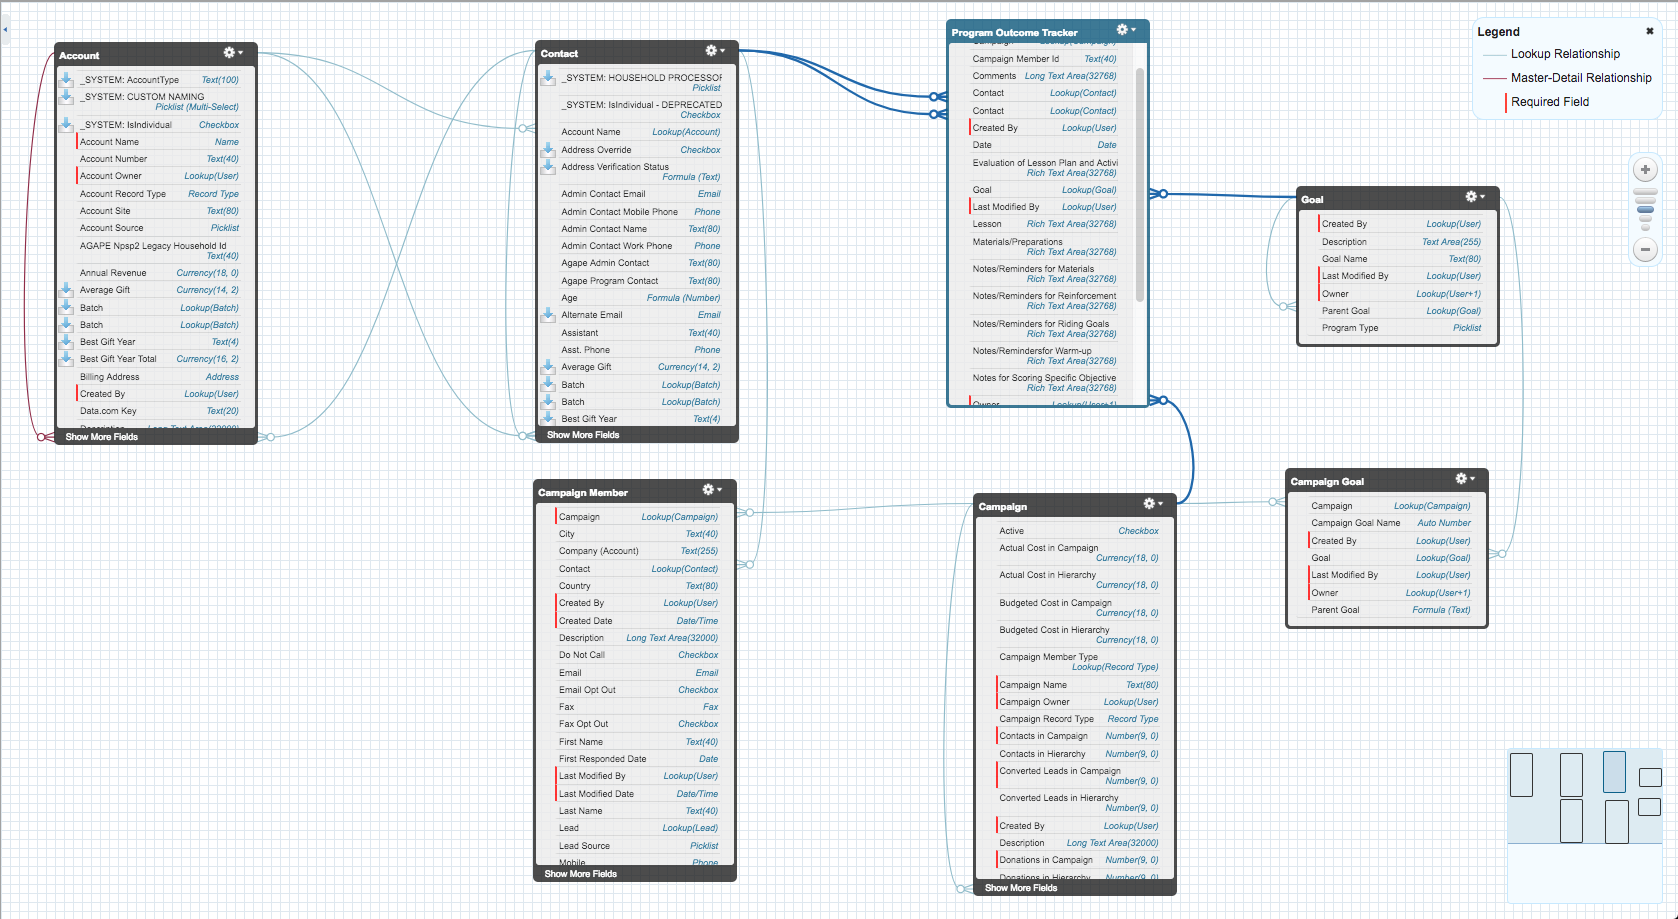 Account
_SYSTEM: AccountType Text(100)
_SYSTEM: CUSTOM NAMING
Picklist (Multi-Select)
_SYSTEM: IsIndividual Checkbox
Account Name Name
Account Number Text(40)
Account Owner Lookup(User)
Account Record Type Record Type
Account Site Text(80)
Account Source Picklist
AGAPE Npsp2 Legacy Household Id
Text(40)
Annual Revenue Currency(18, 0)
Average Gift Currency(14, 2)
Batch Lookup(Batch)
Batch Lookup(Batch)
Best Gift Year Text(4)
Best Gift Year Total Currency(16, 2)
Billing Address Address
Created By Lookup(User)
Data.com Key Text(20)
Description Long Text Area(32000)
Show More Fields
Contact
_SYSTEM: HOUSEHOLD PROCESSOR
Picklist
_SYSTEM: IsIndividual - DEPRECATED
Checkbox
Account Name Lookup(Account)
Address Override Checkbox
Address Verification Status
Formula (Text)
Admin Contact Email Email
Admin Contact Mobile Phone Phone
Admin Contact Name Text(80)
Admin Contact Work Phone Phone
Agape Admin Contact Text(80)
Agape Program Contact Text(80)
Age Formula (Number)
Alternate Email Email
Assistant Text(40)
Asst. Phone Phone
Average Gift Currency(14, 2)
Batch Lookup(Batch)
Batch Lookup(Batch)
Best Gift Year Text(4)
Show More Fields
Program Outcome Tracker
Campaign Lookup(Campaign)
Campaign Member Id Text(40)
Comments Long Text Area(32768)
Contact Lookup(Contact)
Contact Lookup(Contact)
Created By Lookup(User)
Date Date
Evaluation of Lesson Plan and Activi
Rich Text Area(32768)
Goal Lookup(Goal)
Last Modified By Lookup(User)
Lesson Rich Text Area(32768)
Materials/Preparations
Rich Text Area(32768)
Notes/Reminders for Materials
Rich Text Area(32768)
Notes/Reminders for Reinforcement
Rich Text Area(32768)
Notes/Reminders for Riding Goals
Rich Text Area(32768)
Notes/Remindersfor Warm-up
Rich Text Area(32768)
Notes for Scoring Specific Objective
Rich Text Area(32768)
Owner Lookup(User+1)
Legend
Lookup Relationship
Master-Detail Relationship
Required Field
Goal
Created By Lookup(User)
Description Text Area(255)
Goal Name Text(80)
Last Modified By Lookup(User)
Owner Lookup(User+1)
Parent Goal Lookup(Goal)
Program Type Picklist
Campaign Member
Campaign Lookup(Campaign)
City Text(40)
Company (Account) Text(255)
Contact Lookup(Contact)
Country Text(80)
Created By Lookup(User)
Created Date Date/Time
Description Long Text Area(32000)
Do Not Call Checkbox
Email Email
Email Opt Out Checkbox
Fax Fax
Fax Opt Out Checkbox
First Name Text(40)
First Responded Date Date
Last Modified By Lookup(User)
Last Modified Date Date/Time
Last Name Text(40)
Lead Lookup(Lead)
Lead Source Picklist
Mobile Phone
Show More Fields
Campaign
Active Checkbox
Actual Cost in Campaign
Currency(18, 0)
Actual Cost in Hierarchy
Currency(18, 0)
Budgeted Cost in Campaign
Currency(18, 0)
Budgeted Cost in Hierarchy
Currency(18, 0)
Campaign Member Type
Lookup(Record Type)
Campaign Name Text(80)
Campaign Owner Lookup(User)
Campaign Record Type Record Type
Contacts in Campaign Number(9, 0)
Contacts in Hierarchy Number(9, 0)
Converted Leads in Campaign
Number(9, 0)
Converted Leads in Hierarchy
Number(9, 0)
Created By Lookup(User)
Description Long Text Area(32000)
Donations in Campaign Number(9, 0)
Donations in Hierarchy Number(9, 0)
Show More Fields
Campaign Goal
Campaign Lookup(Campaign)
Campaign Goal Name Auto Number
Created By Lookup(User)
Goal Lookup(Goal)
Last Modified By Lookup(User)
Owner Lookup(User+1)
Parent Goal Formula (Text)